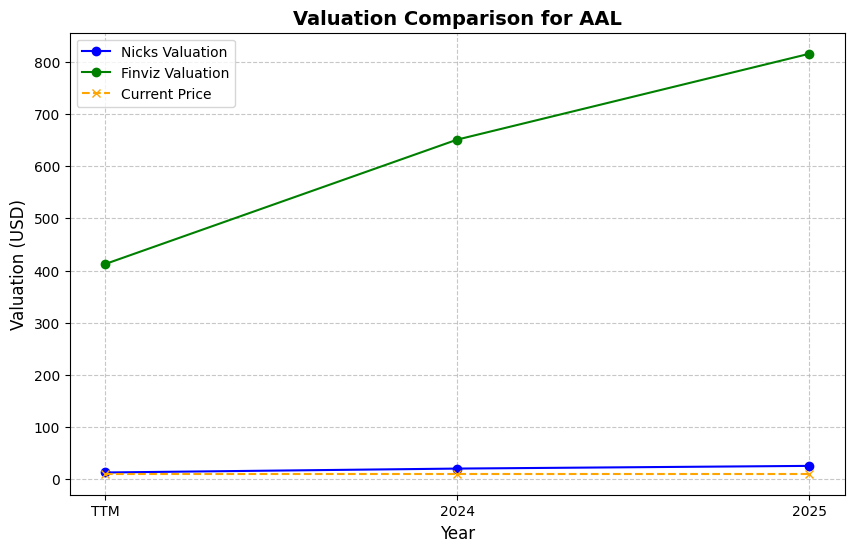 Valuation Comparison for AAL
Nicks Valuation
Finviz Valuation
Current Price
Valuation (USD)
800
700
600
500
400
300
200
100
0
TTM
2024
2025
Year